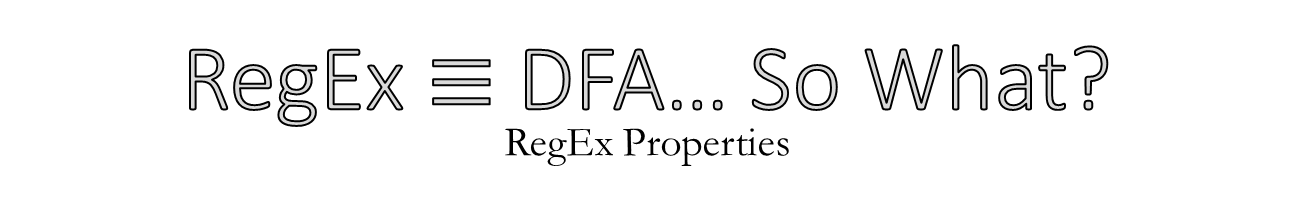 RegEx ≡ DFA... So What?
RegEx Properties